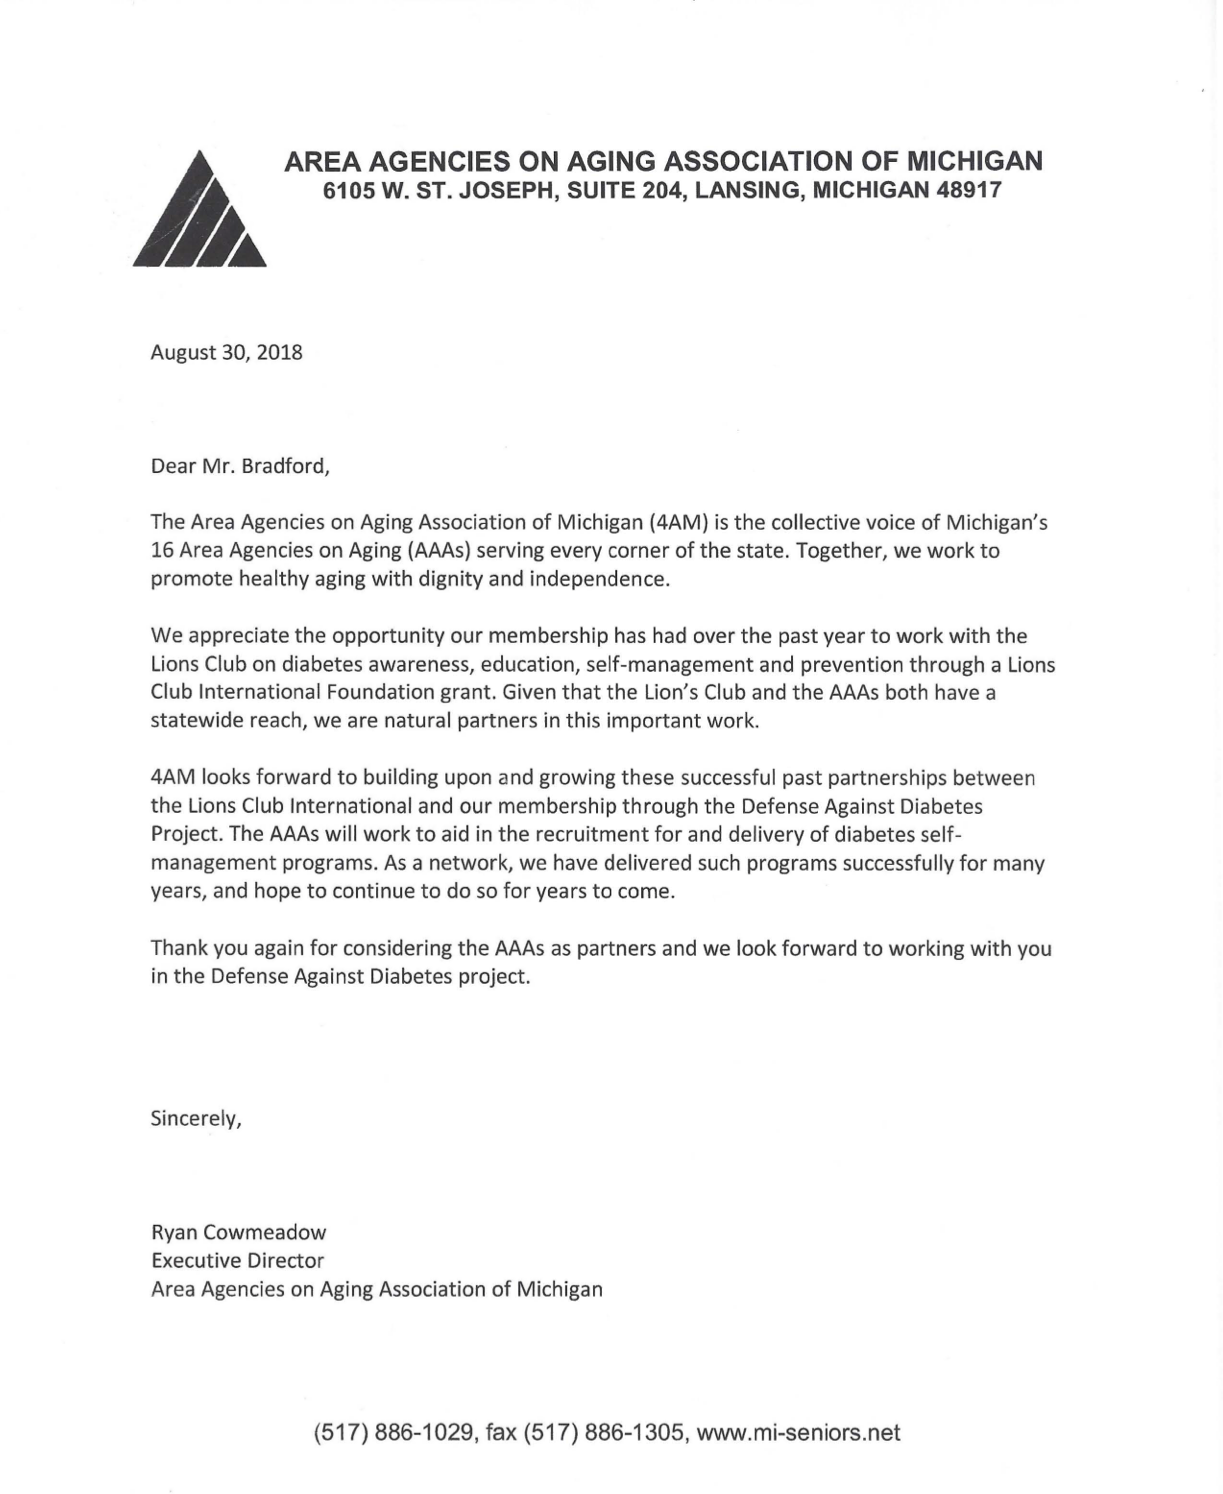 AREA AGENCIES ON AGING ASSOCIATION OF MICHIGAN
6105 W. ST. JOSEPH, SUITE 204, LANSING, MICHIGAN 48917
August 30, 2018
Dear Mr. Bradford,
The Area Agencies on Aging Association of Michigan (4AM) is the collective voice of Michigan's
16 Area Agencies on Aging (AAAs) serving every corner of the state. Together, we work to
promote healthy aging with dignity and independence.
We appreciate the opportunity our membership has had over the past year to work with the
Lions Club on diabetes awareness, education, self-management and prevention through a Lions
Club International Foundation grant. Given that the Lion's Club and the AAAs both have a
statewide reach, we are natural partners in this important work.
4AM looks forward to building upon and growing these successful past partnerships between
the Lions Club International and our membership through the Defense Against Diabetes
Project. The AAAs will work to aid in the recruitment for and delivery of diabetes self-
management programs. As a network, we have delivered such programs successfully for many
years, and hope to continue to do so for years to come.
Thank you again for considering the AAAs as partners and we look forward to working with you
in the Defense Against Diabetes project.
Sincerely,
Ryan Cowmeadow
Executive Director
Area Agencies on Aging Association of Michigan
(517) 886-1029, fax (517) 886-1305, www.mi-seniors.net